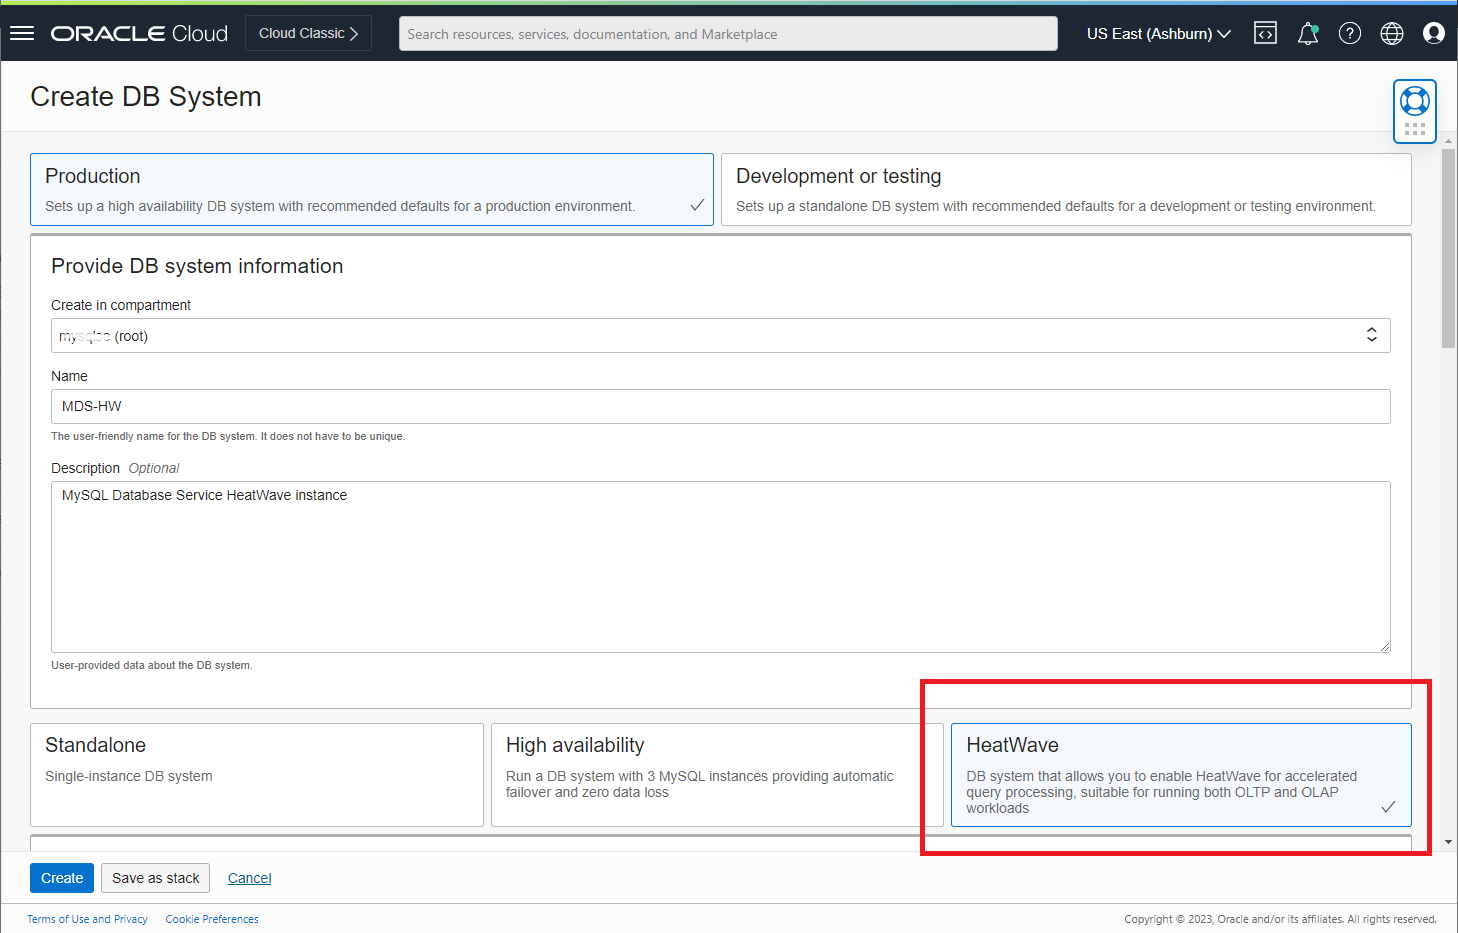 ORACLE Cloud
Cloud Classic
Search resources, services, documentation, and Marketplace
US East (Ashburn)
Create DB System
Production
Sets up a high availability DB system with recommended defaults for a production environment.
Development or testing
Sets up a standalone DB system with recommended defaults for a development or testing environment.
Provide DB system information
Create in compartment
(root)
Name
MDS-HW
The user-friendly name for the DB system. It does not have to be unique.
Description Optional
MySQL Database Service HeatWave instance
User-provided data about the DB system.
Standalone
Single-instance DB system
High availability
Run a DB system with 3 MySQL instances providing automatic
failover and zero data loss
HeatWave
DB system that allows you to enable HeatWave for accelerated
query processing, suitable for running both OLTP and OLAP
workloads
Create
Save as stack
Cancel
Terms of Use and Privacy
Cookie Preferences
Copyright © 2023, Oracle and/or its affiliates. All rights reserved.